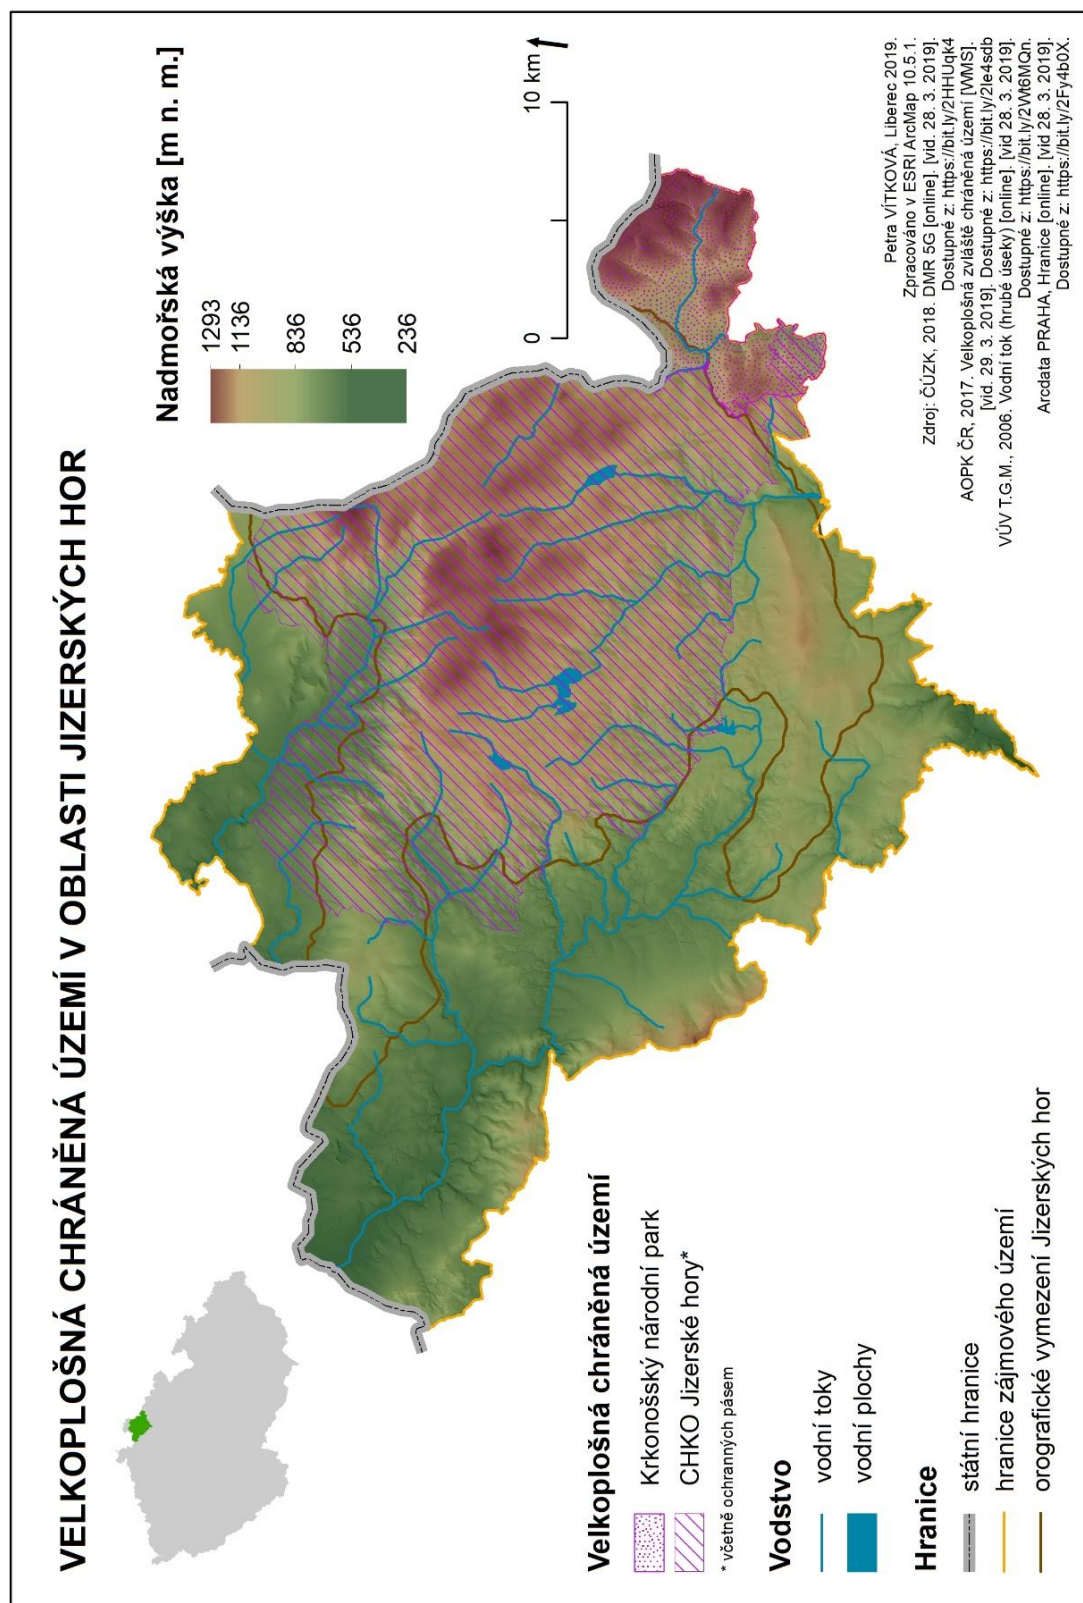 VELKOPLOŠNÁ CHRÁNĚNÁ ÚZEMÍ V OBLASTI JIZERSKÝCH HOR
Nadmořská výška [m n. m.]
1293
1136
836
536
236
0
10 km
Velkoplošná chráněná území
Krkonošský národní park
CHKO Jizerské hory*
* včetně ochranných pásem
Vodstvo
vodní toky
vodní plochy
Hranice
státní hranice
hranice zájmového území
orografické vymezení Jizerských hor
Petra VÍTKOVÁ, Liberec 2019.
Zpracováno v ESRI ArcMap 10.5.1.
Zdroj: ČÚZK, 2018. DMR 5G [online]. [vid. 28. 3. 2019].
Dostupné z: https://bit.ly/2HHUqk4
AOPK ČR, 2017. Velkoplošná zvláště chráněná území [WMS].
[vid. 29. 3. 2019]. Dostupné z: https://bit.ly/2Ie4sdb
VÚV T.G.M., 2006. Vodní tok (hrubé úseky) [online]. [vid 28. 3. 2019].
Dostupné z: https://bit.ly/2Wt6MQn.
Arcdata PRAHA, Hranice [online]. [vid 28. 3. 2019].
Dostupné z: https://bit.ly/2Fy4b0X.